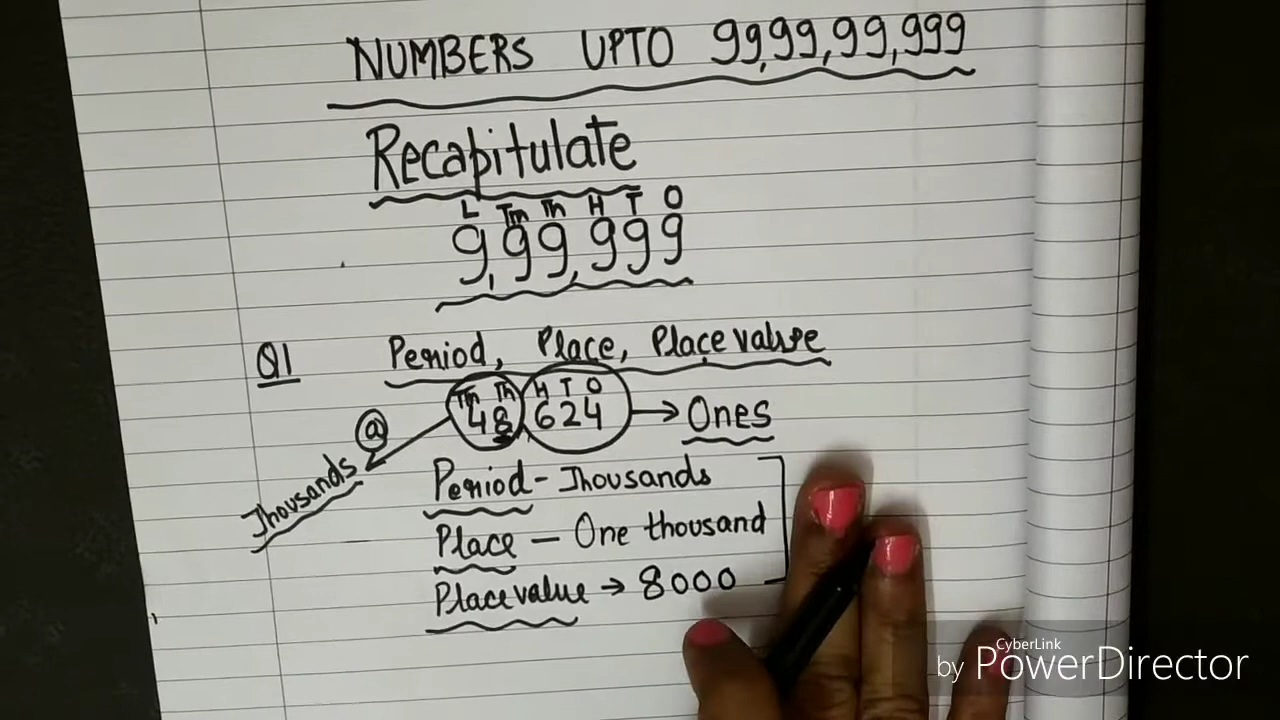 NUMBERS UPTO 99,99,99,999
Recapitulate
L Tth Th H T O
9,99,999
Q1 Period, Place, Place value
Tth Th H T O
48,624 → Ones
a
Thousands
Period - Thousands
Place - One thousand
Place value → 8000
CyberLink
by PowerDirector